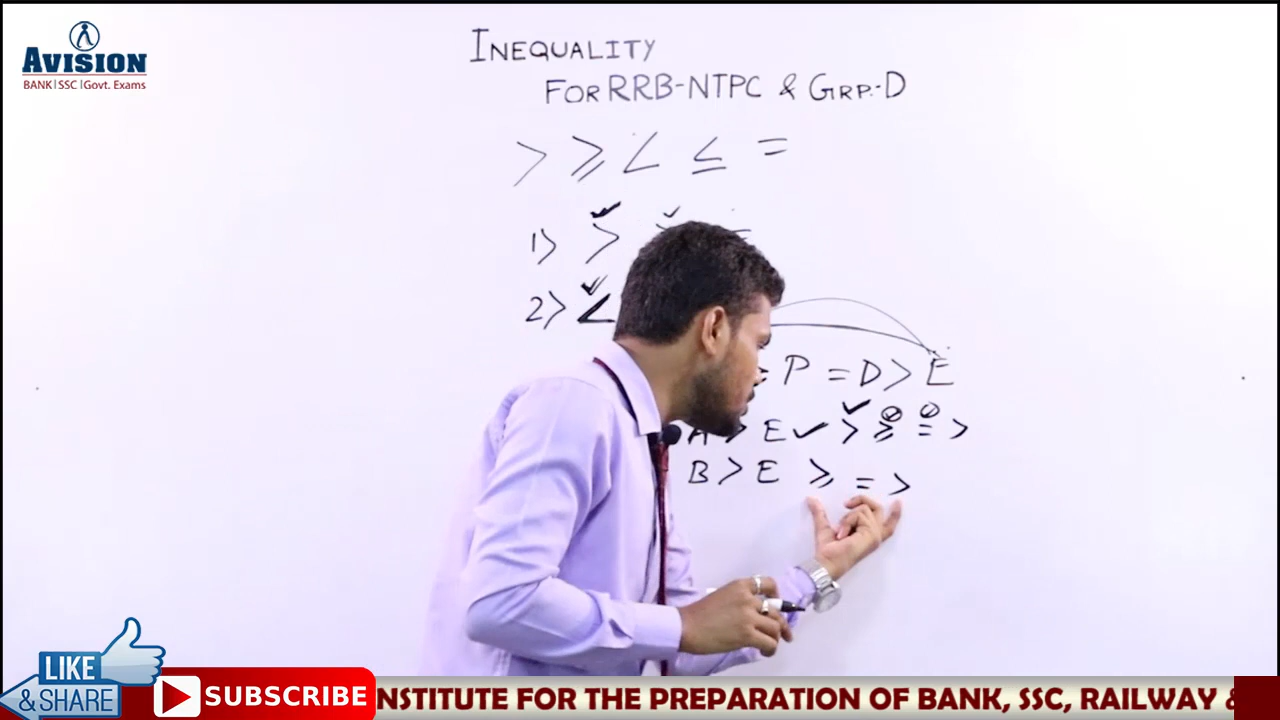 AVISION
BANK|SSC|Govt. Exams
INEQUALITY
FOR RRB-NTPC & GRP.-D
> ≥ < ≤ =
1) >
2) <
= P = D > E
A > E ✓ > ≥ = >
B > E ≥ = >
LIKE
& SHARE
SUBSCRIBE
NSTITUTE FOR THE PREPARATION OF BANK, SSC, RAILWAY &